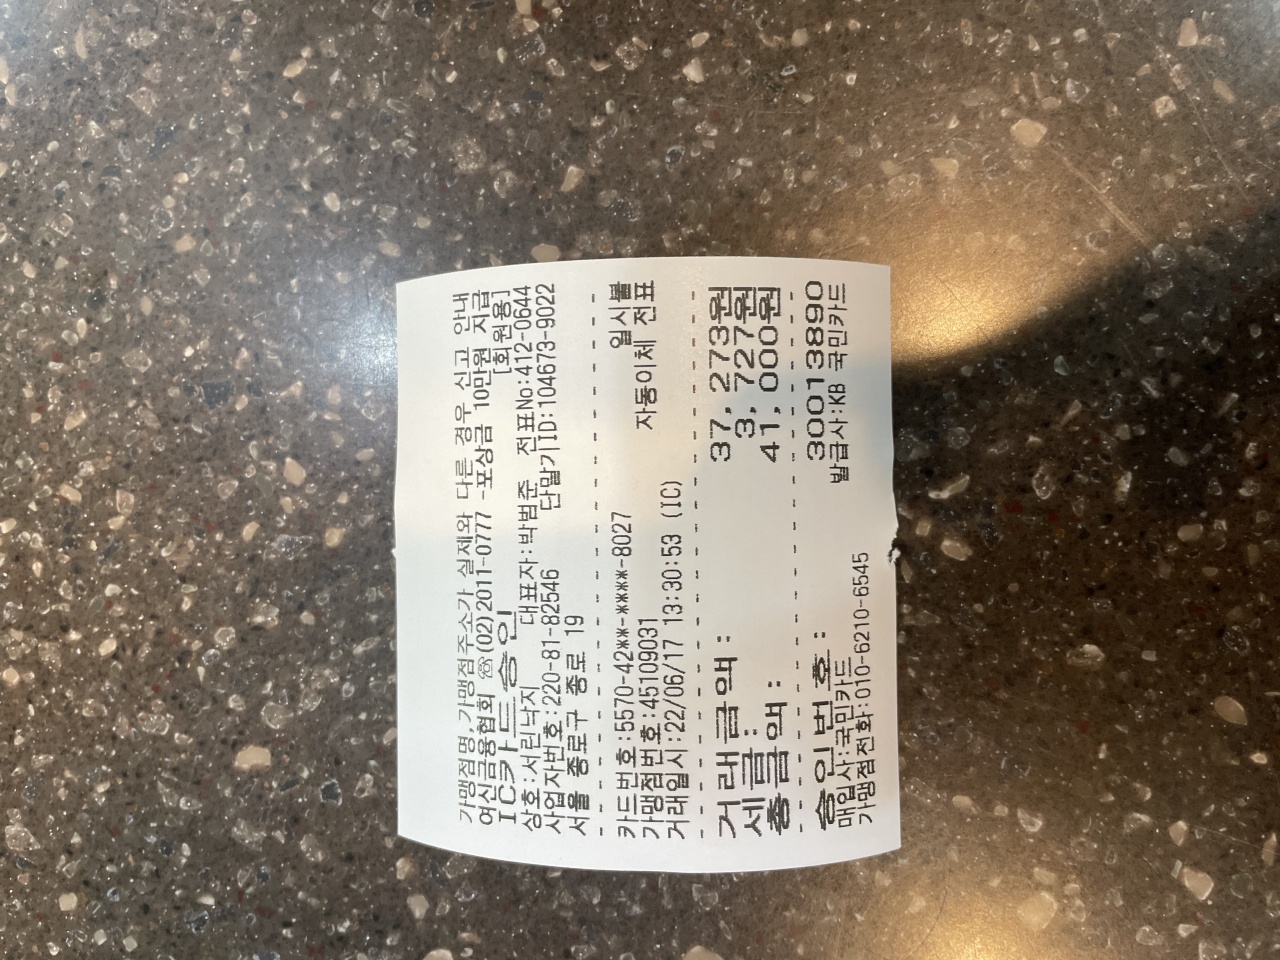 가맹점명,가맹점주소가 실제와 다른 경우 신고 안내
여신금융협회 ☏(02)2011-0777 -포상금 10만원 지급
IC카드승인 [회원용]
상호:서린낙지 대표자:박범준 전표No:412-0644
사업자번호:220-81-82546 단말기ID:104673-9022
서울 종로구 종로 19
- - - - - - - - - - - - - - - - - - - - -
카드번호:5570-42**-****-8027 일시불
가맹점번호:45109031 자동이체 전표
거래일시:22/06/17 13:30:53 (IC)
- - - - - - - - - - - - - - - - - - - - -
거래금액: 37,273원
세금: 3,727원
총금액: 41,000원
- - - - - - - - - - - - - - - - - - - - -
승인번호: 30013890
매입사:국민카드 발급사:KB 국민카드
가맹점전화:010-6210-6545